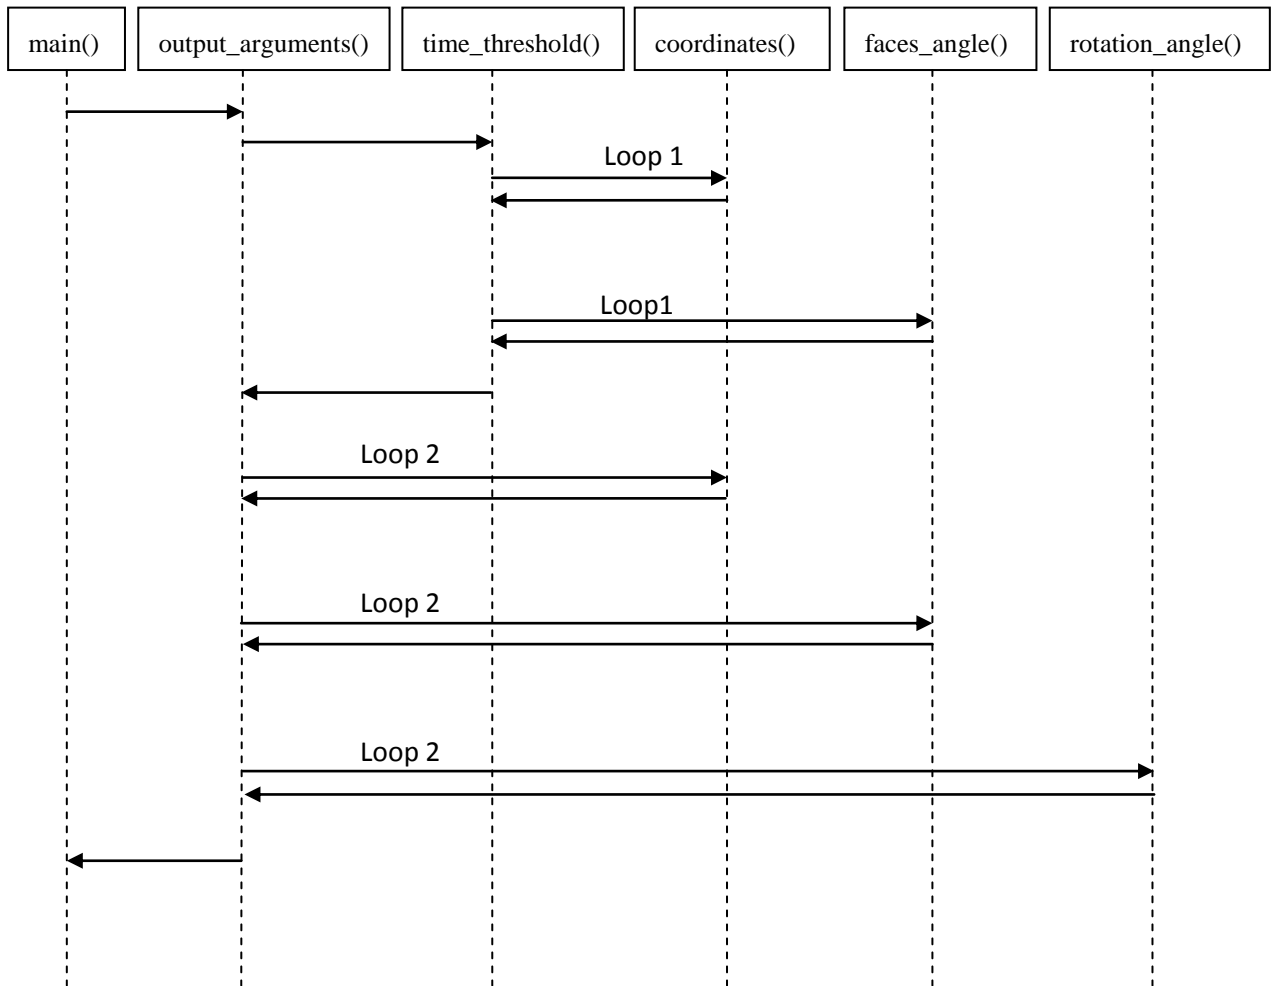 main()
output_arguments()
time_threshold()
coordinates()
faces_angle()
rotation_angle()
Loop 1
Loop1
Loop 2
Loop 2
Loop 2